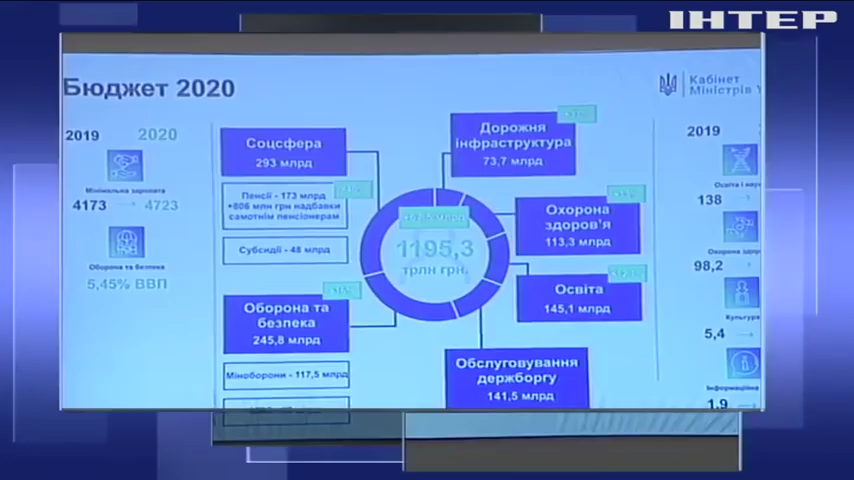 ІНТЕР
Бюджет 2020
Кабінет
Міністрів
2019 2020
Мінімальна зарплата
4173 → 4723
Оборона та безпека
5,45% ВВП
Соцсфера
293 млрд
Пенсії - 173 млрд
+806 млн грн надбавки
самотнім пенсіонерам
Субсидії - 48 млрд
Оборона та
безпека
245,8 млрд
Міноборони - 117,5 млрд
1195,3
трлн грн.
Дорожня
інфраструктура
73,7 млрд
Охорона
здоров'я
113,3 млрд
Освіта
145,1 млрд
Обслуговування
держборгу
141,5 млрд
2019
Освіта і
138 →
Охорона
98,2 →
Культура
5,4 →
Інформаційна
1,9 →